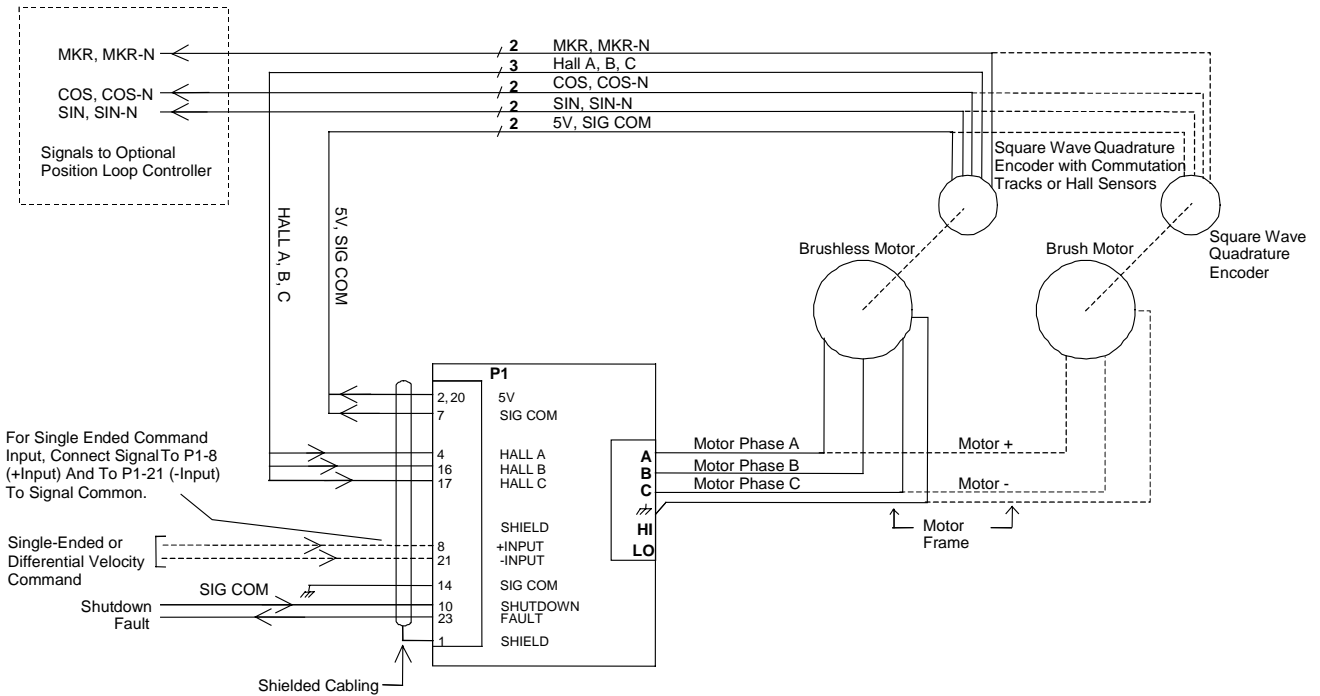 MKR, MKR-N
2 MKR, MKR-N
3 Hall A, B, C
COS, COS-N
2 COS, COS-N
SIN, SIN-N
2 SIN, SIN-N
2 5V, SIG COM
Signals to Optional
Position Loop Controller
Square Wave Quadrature
Encoder with Commutation
Tracks or Hall Sensors
HALL A, B, C
5V, SIG COM
Brushless Motor
Brush Motor
Square Wave
Quadrature
Encoder
P1
2, 20 5V
7 SIG COM
For Single Ended Command
Input, Connect Signal To P1-8
(+Input) And To P1-21 (-Input)
To Signal Common.
4 HALL A
16 HALL B
17 HALL C
A Motor Phase A Motor +
B Motor Phase B
C Motor Phase C Motor -
HI
LO
Motor
Frame
SHIELD
Single-Ended or
Differential Velocity
Command
8 +INPUT
21 -INPUT
SIG COM
14 SIG COM
Shutdown
10 SHUTDOWN
Fault
23 FAULT
1 SHIELD
Shielded Cabling